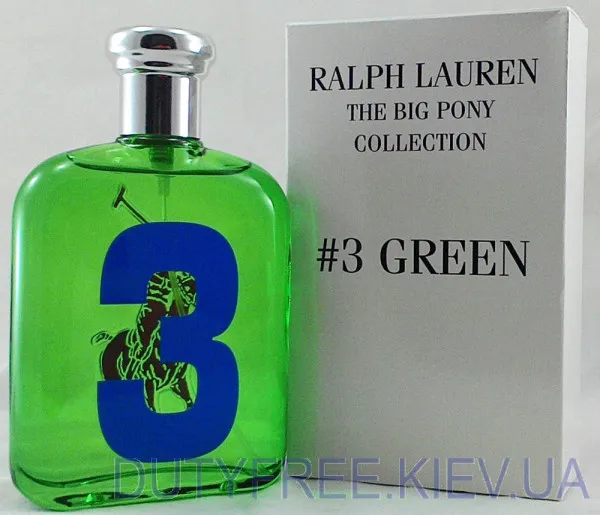 RALPH LAUREN
THE BIG PONY
COLLECTION
#3 GREEN
3
DUTYFREE.KIEV.UA